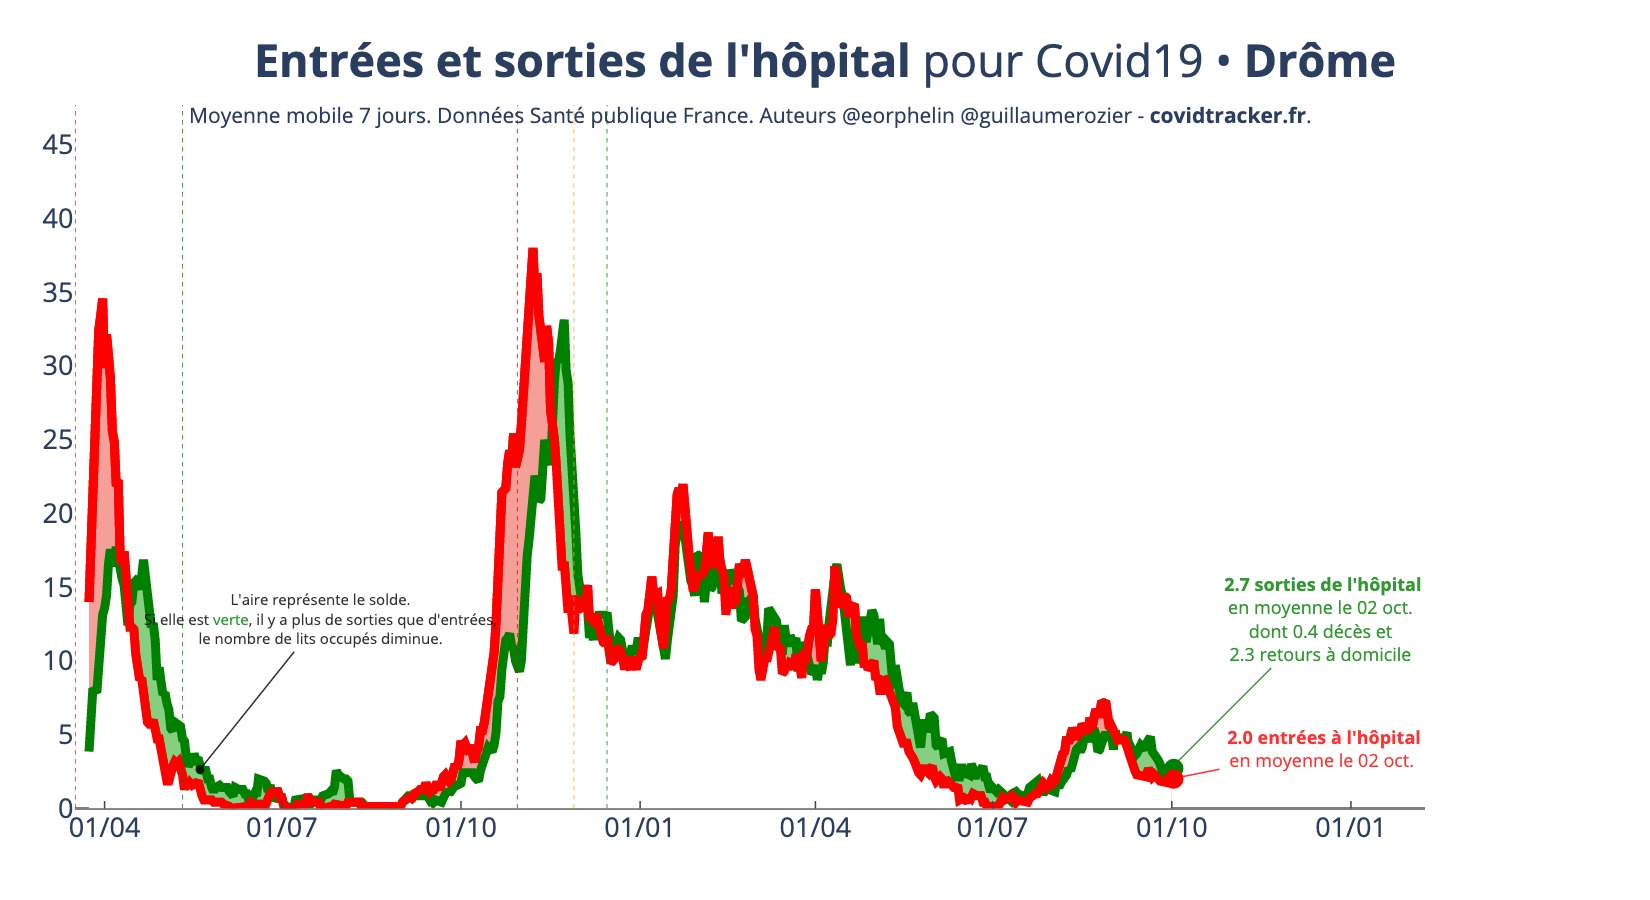 Entrées et sorties de l'hôpital pour Covid19 • Drôme
Moyenne mobile 7 jours. Données Santé publique France. Auteurs @eorphelin @guillaumerozier - covidtracker.fr.
45
40
35
30
25
20
15
10
5
0
L'aire représente le solde.
Si elle est verte, il y a plus de sorties que d'entrées,
le nombre de lits occupés diminue.
2.7 sorties de l'hôpital
en moyenne le 02 oct.
dont 0.4 décès et
2.3 retours à domicile
2.0 entrées à l'hôpital
en moyenne le 02 oct.
01/04 01/07 01/10 01/01 01/04 01/07 01/10 01/01